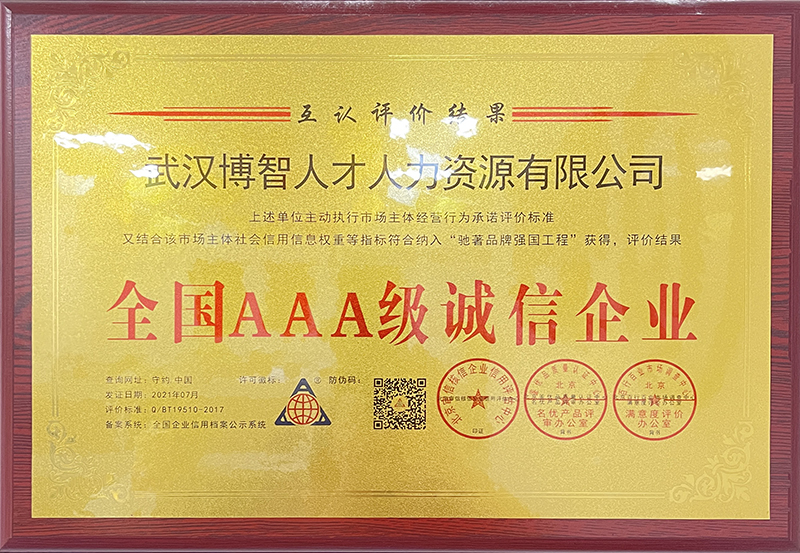 互认评价结果
武汉博智人才人力资源有限公司
上述单位主动执行市场主体经营行为承诺评价标准
又结合该市场主体社会信用信息权重等指标符合纳入“驰著品牌强国工程”获得，评价结果
全国AAA级诚信企业
查询网址：守约.中国
发证日期：2021年07月
评价标准：Q/BT19510-2017
备案系统：全国企业信用档案公示系统
许可徽标：
®
防伪码：
印证
北京
名优产品评
审办公室
北京
满意度评价
办公室